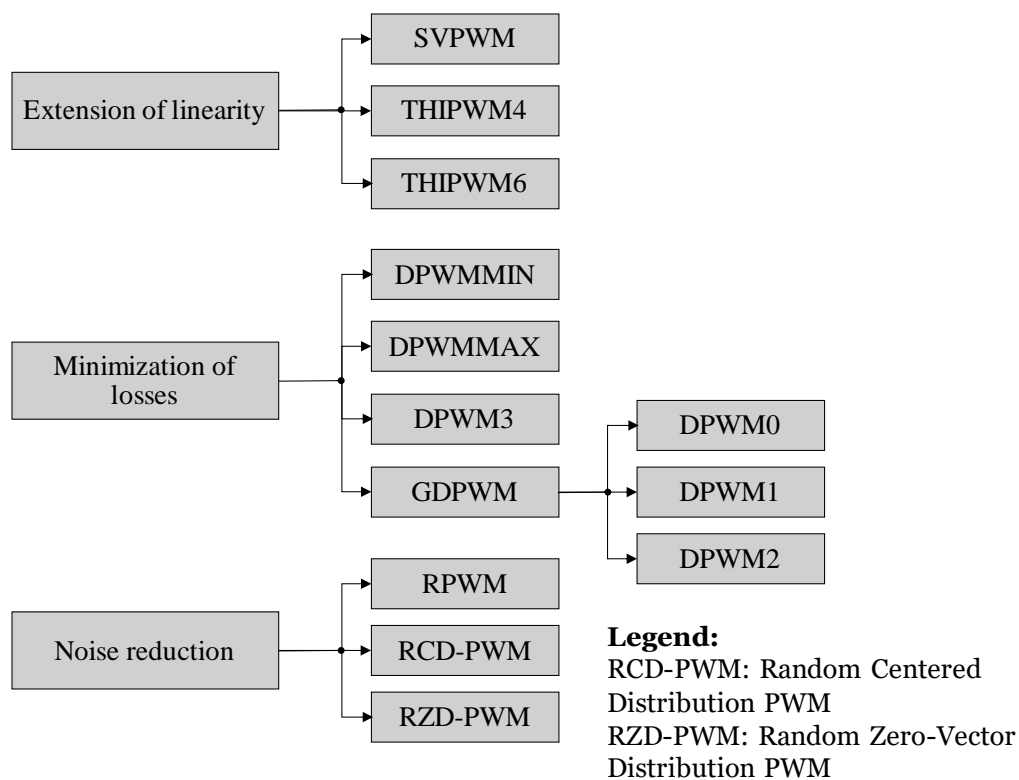 SVPWM
Extension of linearity
THIPWM4
THIPWM6
DPWMMIN
DPWMMAX
Minimization of
losses
DPWM3
GDPWM
DPWM0
DPWM1
DPWM2
RPWM
Noise reduction
RCD-PWM
RZD-PWM
Legend:
RCD-PWM: Random Centered
Distribution PWM
RZD-PWM: Random Zero-Vector
Distribution PWM